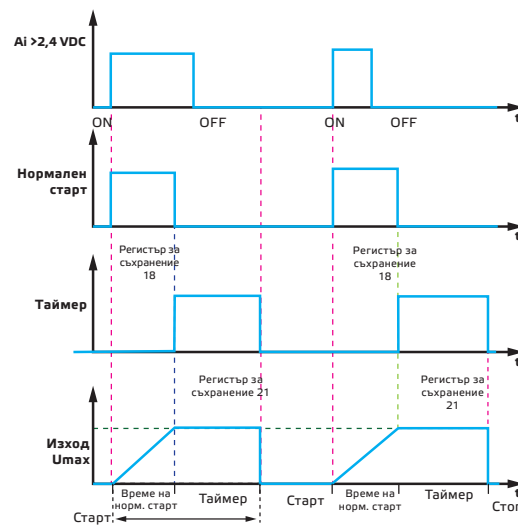 Ai >2,4 VDC
t
ON
OFF
ON
OFF
Нормален
старт
t
Регистър за
съхранение
18
Регистър за
съхранение
18
Таймер
t
Регистър за
съхранение 21
Регистър за
съхранение
21
Изход
Umax
t
Старт
Време на
норм. старт
Таймер
Старт
Време на
норм. старт
Таймер
Стоп